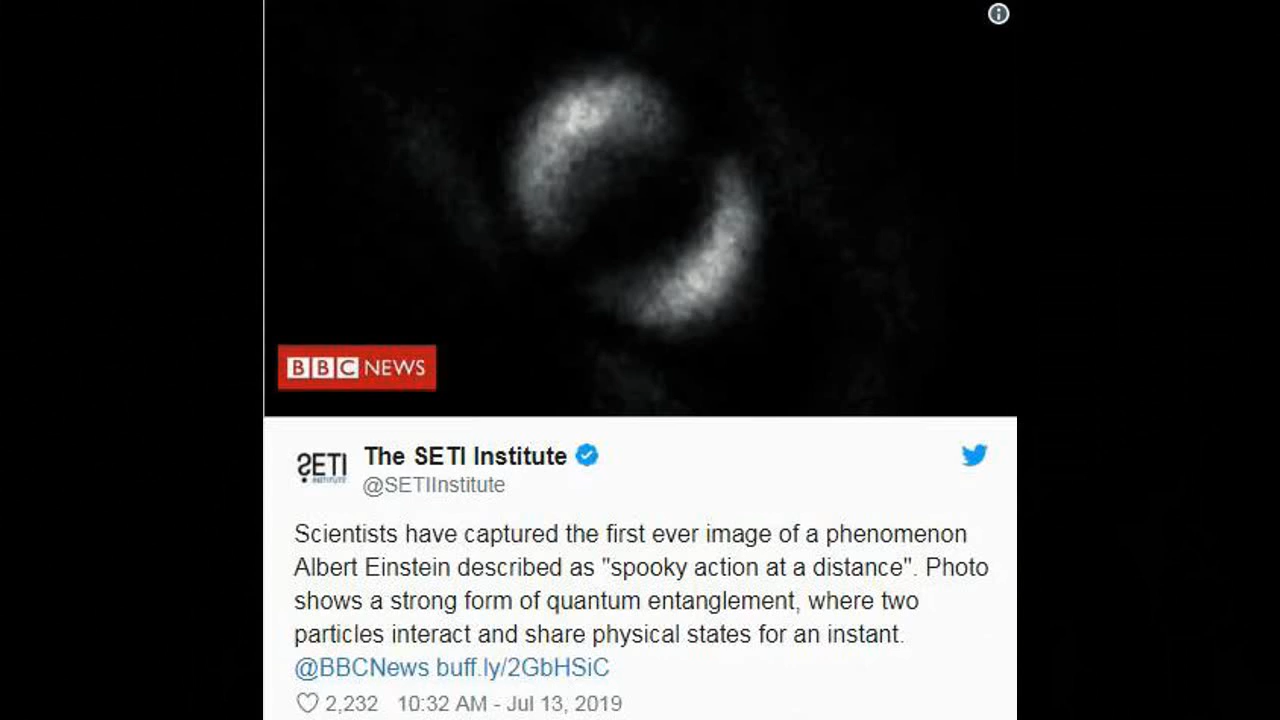 BBC NEWS
SETI
INSTITUTE
The SETI Institute
@SETIInstitute
Scientists have captured the first ever image of a phenomenon
Albert Einstein described as "spooky action at a distance". Photo
shows a strong form of quantum entanglement, where two
particles interact and share physical states for an instant.
@BBCNews buff.ly/2GbHSiC
2,232 10:32 AM - Jul 13, 2019